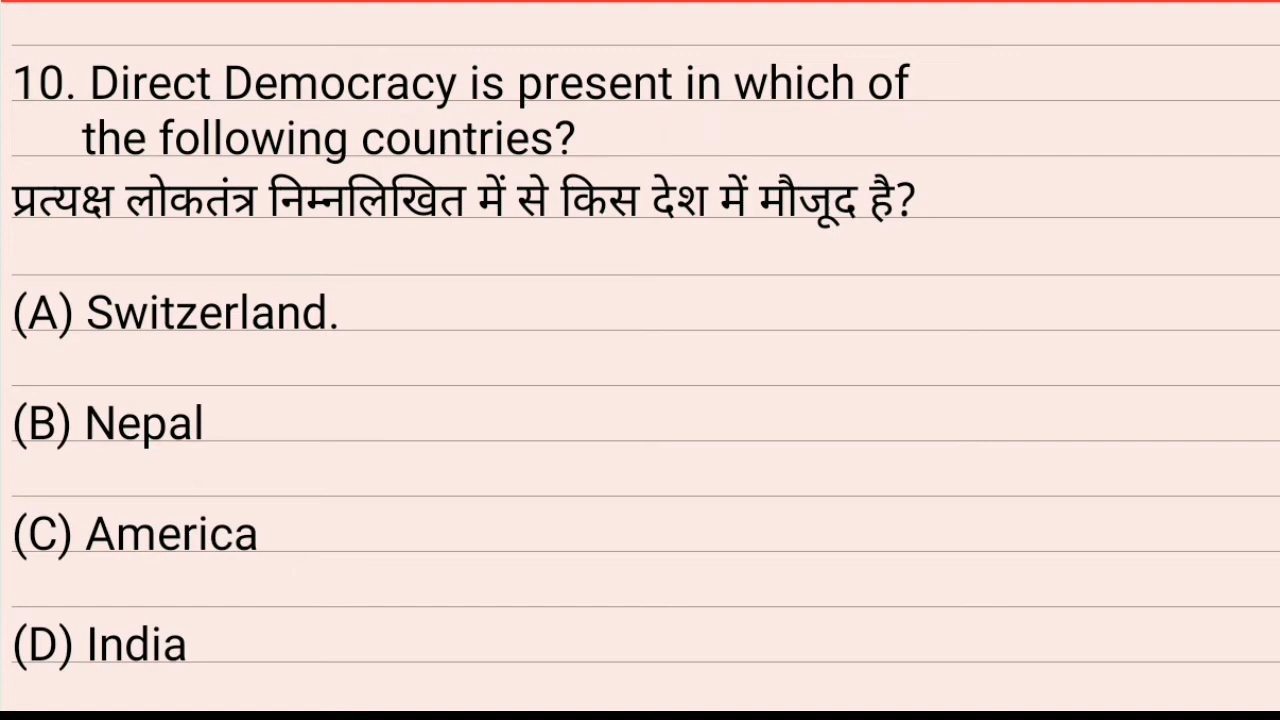 10. Direct Democracy is present in which of
the following countries?
प्रत्यक्ष लोकतंत्र निम्नलिखित में से किस देश में मौजूद है?
(A) Switzerland.
(B) Nepal
(C) America
(D) India